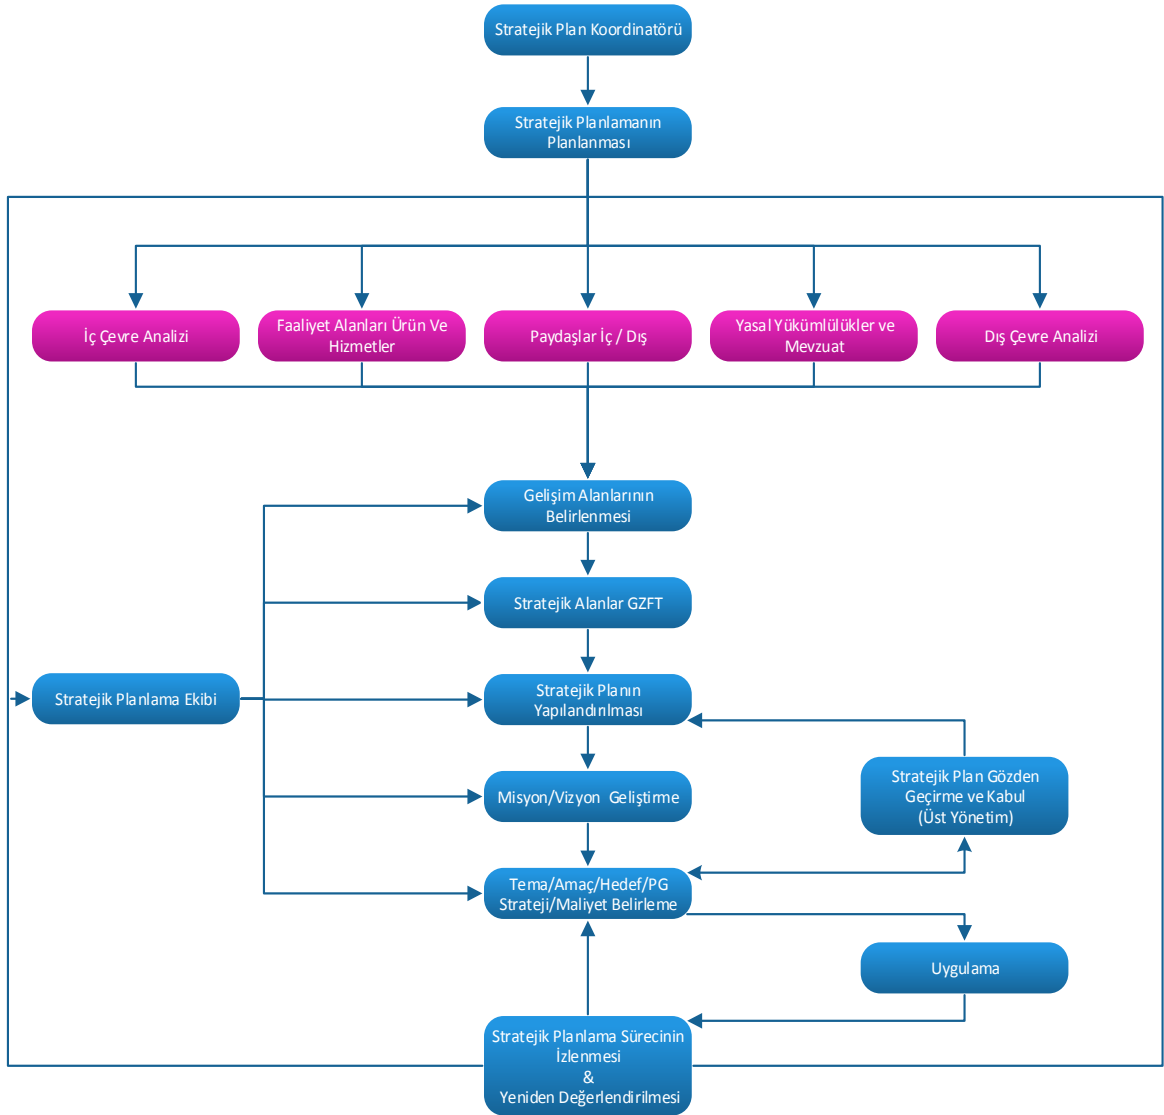 Stratejik Plan Koordinatörü
Stratejik Planlamanın
Planlanması
İç Çevre Analizi
Faaliyet Alanları Ürün Ve
Hizmetler
Paydaşlar İç / Dış
Yasal Yükümlülükler ve
Mevzuat
Dış Çevre Analizi
Gelişim Alanlarının
Belirlenmesi
Stratejik Alanlar GZFT
Stratejik Planlama Ekibi
Stratejik Planın
Yapılandırılması
Stratejik Plan Gözden
Geçirme ve Kabul
(Üst Yönetim)
Misyon/Vizyon Geliştirme
Tema/Amaç/Hedef/PG
Strateji/Maliyet Belirleme
Uygulama
Stratejik Planlama Sürecinin
İzlenmesi
&
Yeniden Değerlendirilmesi